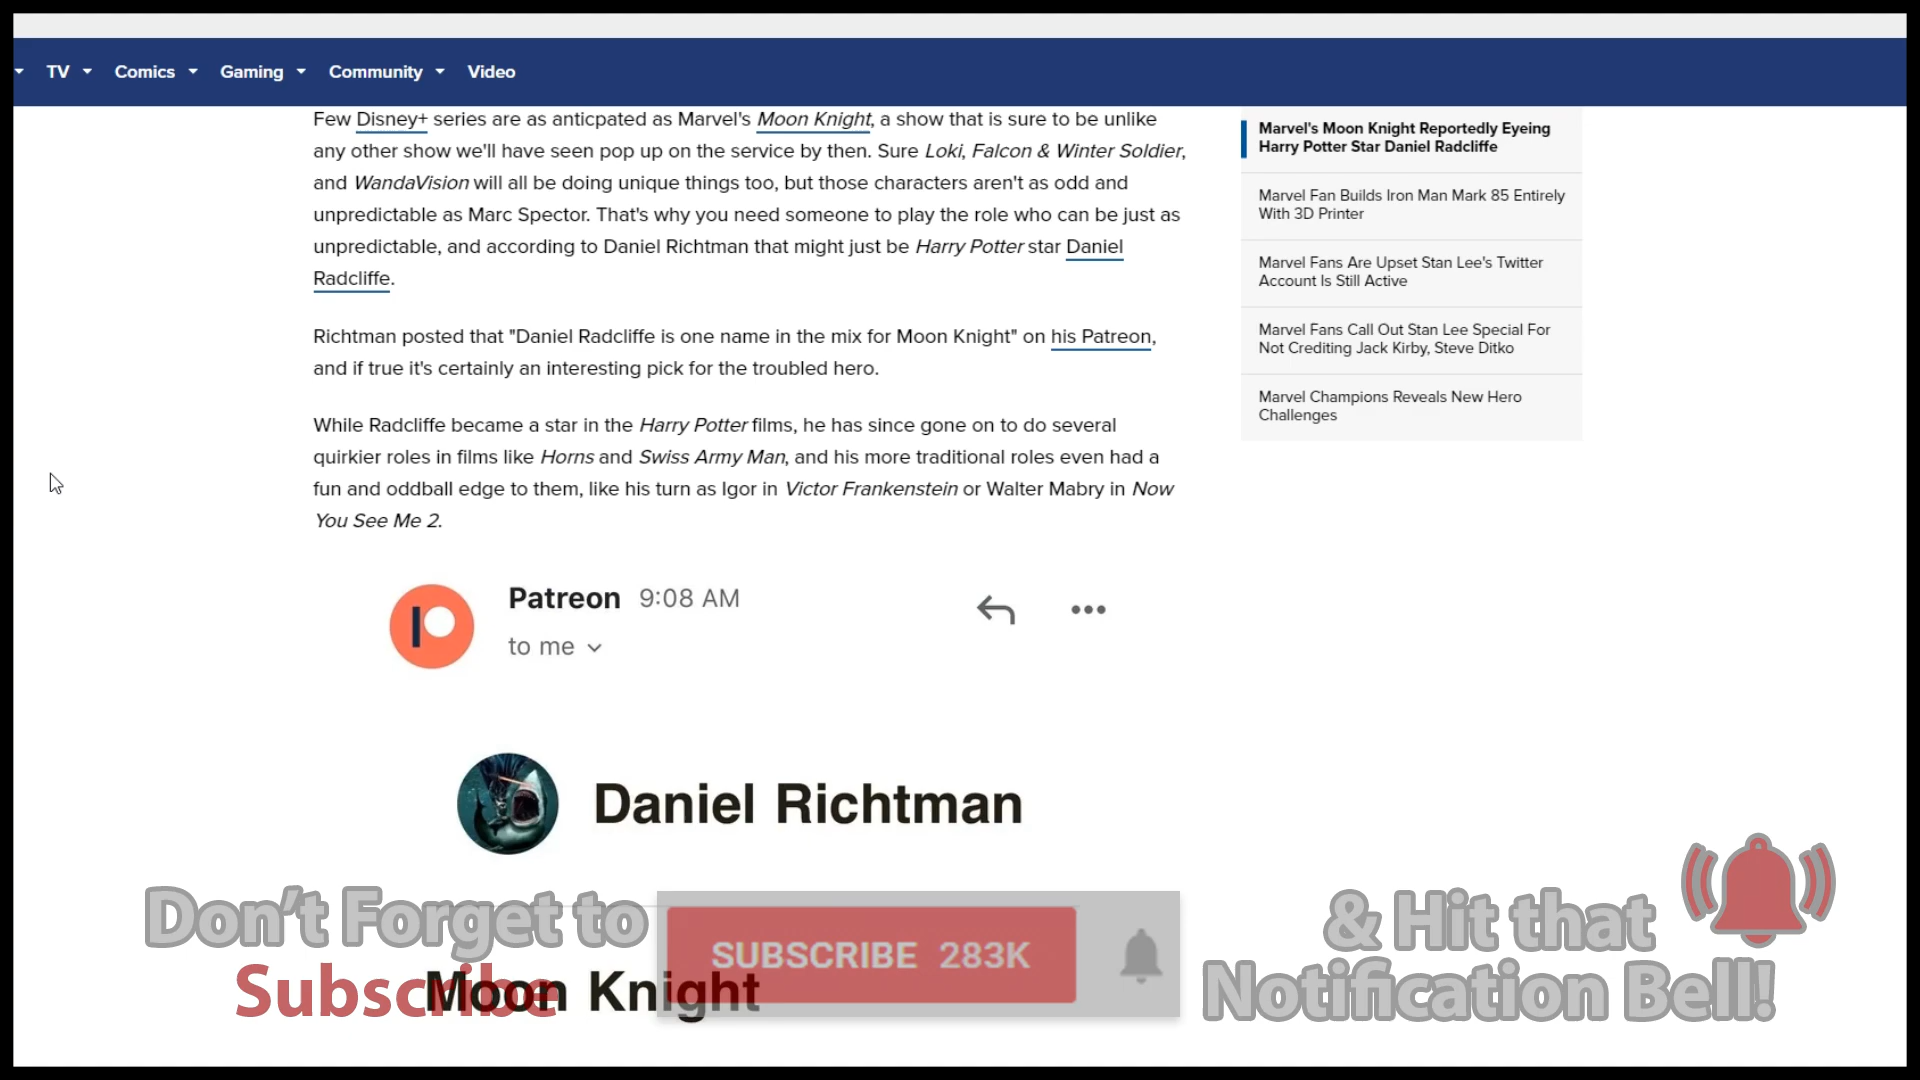 TV Comics Gaming Community Video
Few Disney+ series are as anticpated as Marvel's Moon Knight, a show that is sure to be unlike
any other show we'll have seen pop up on the service by then. Sure Loki, Falcon & Winter Soldier,
and WandaVision will all be doing unique things too, but those characters aren't as odd and
unpredictable as Marc Spector. That's why you need someone to play the role who can be just as
unpredictable, and according to Daniel Richtman that might just be Harry Potter star Daniel
Radcliffe.
Richtman posted that "Daniel Radcliffe is one name in the mix for Moon Knight" on his Patreon,
and if true it's certainly an interesting pick for the troubled hero.
While Radcliffe became a star in the Harry Potter films, he has since gone on to do several
quirkier roles in films like Horns and Swiss Army Man, and his more traditional roles even had a
fun and oddball edge to them, like his turn as Igor in Victor Frankenstein or Walter Mabry in Now
You See Me 2.
Marvel's Moon Knight Reportedly Eyeing
Harry Potter Star Daniel Radcliffe
Marvel Fan Builds Iron Man Mark 85 Entirely
With 3D Printer
Marvel Fans Are Upset Stan Lee's Twitter
Account Is Still Active
Marvel Fans Call Out Stan Lee Special For
Not Crediting Jack Kirby, Steve Ditko
Marvel Champions Reveals New Hero
Challenges
Patreon 9:08 AM
to me
Daniel Richtman
Moon Knight
Don't Forget to
Subscribe
SUBSCRIBE 283K
& Hit that
Notification Bell!